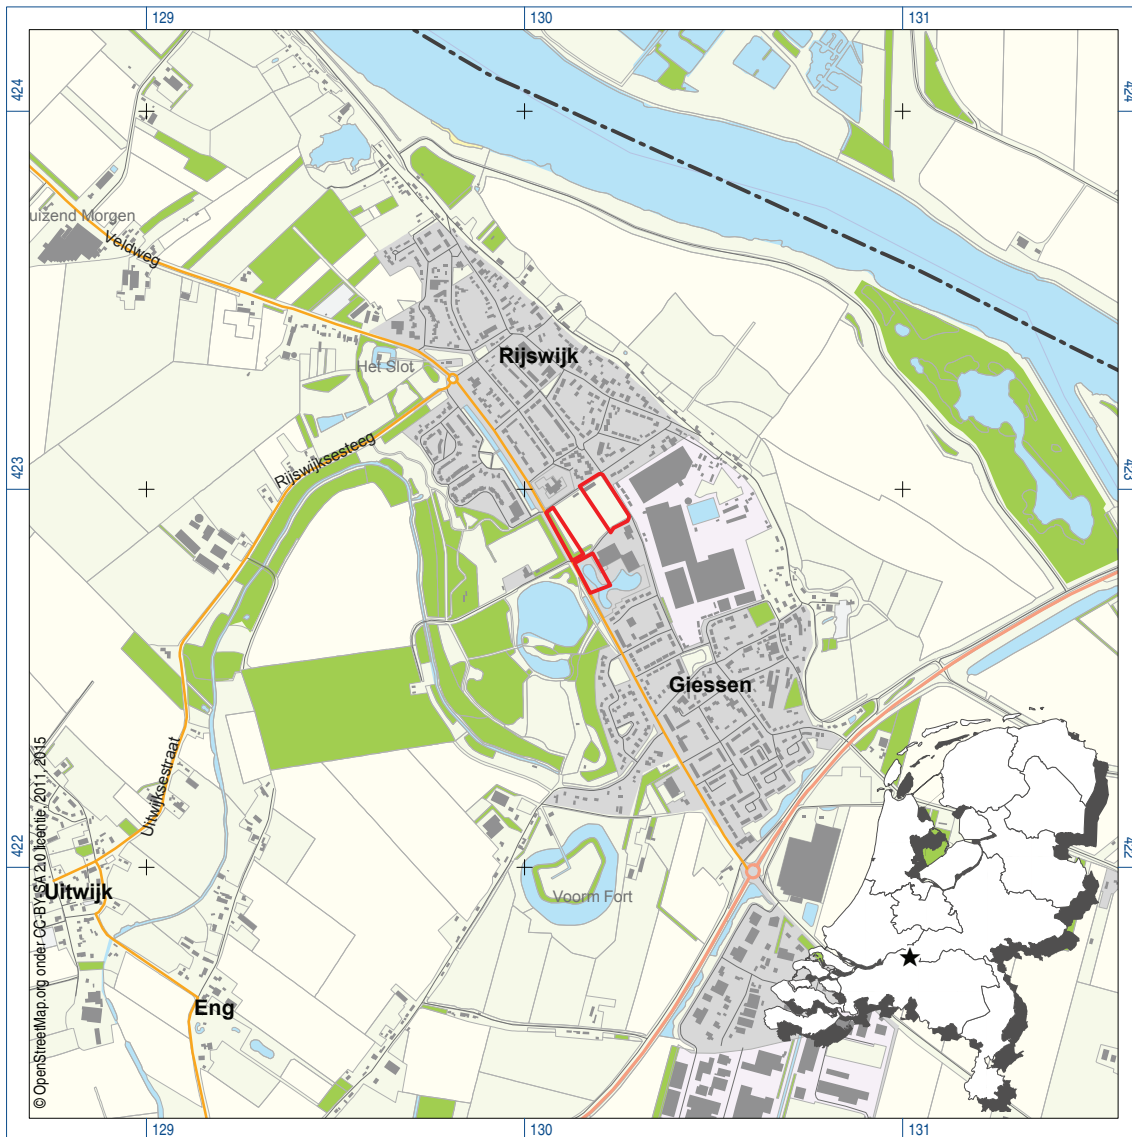 129
130
131
424
424
uizend Morgen
Veldweg
Rijswijk
Het Slot
Rijswijksesteeg
423
423
Giessen
Uitwijksestraat
422
422
Uitwijk
Voorm Fort
Eng
© OpenStreetMap.org onder CC-BY-SA 2.0 licentie, 2011, 2015
129
130
131